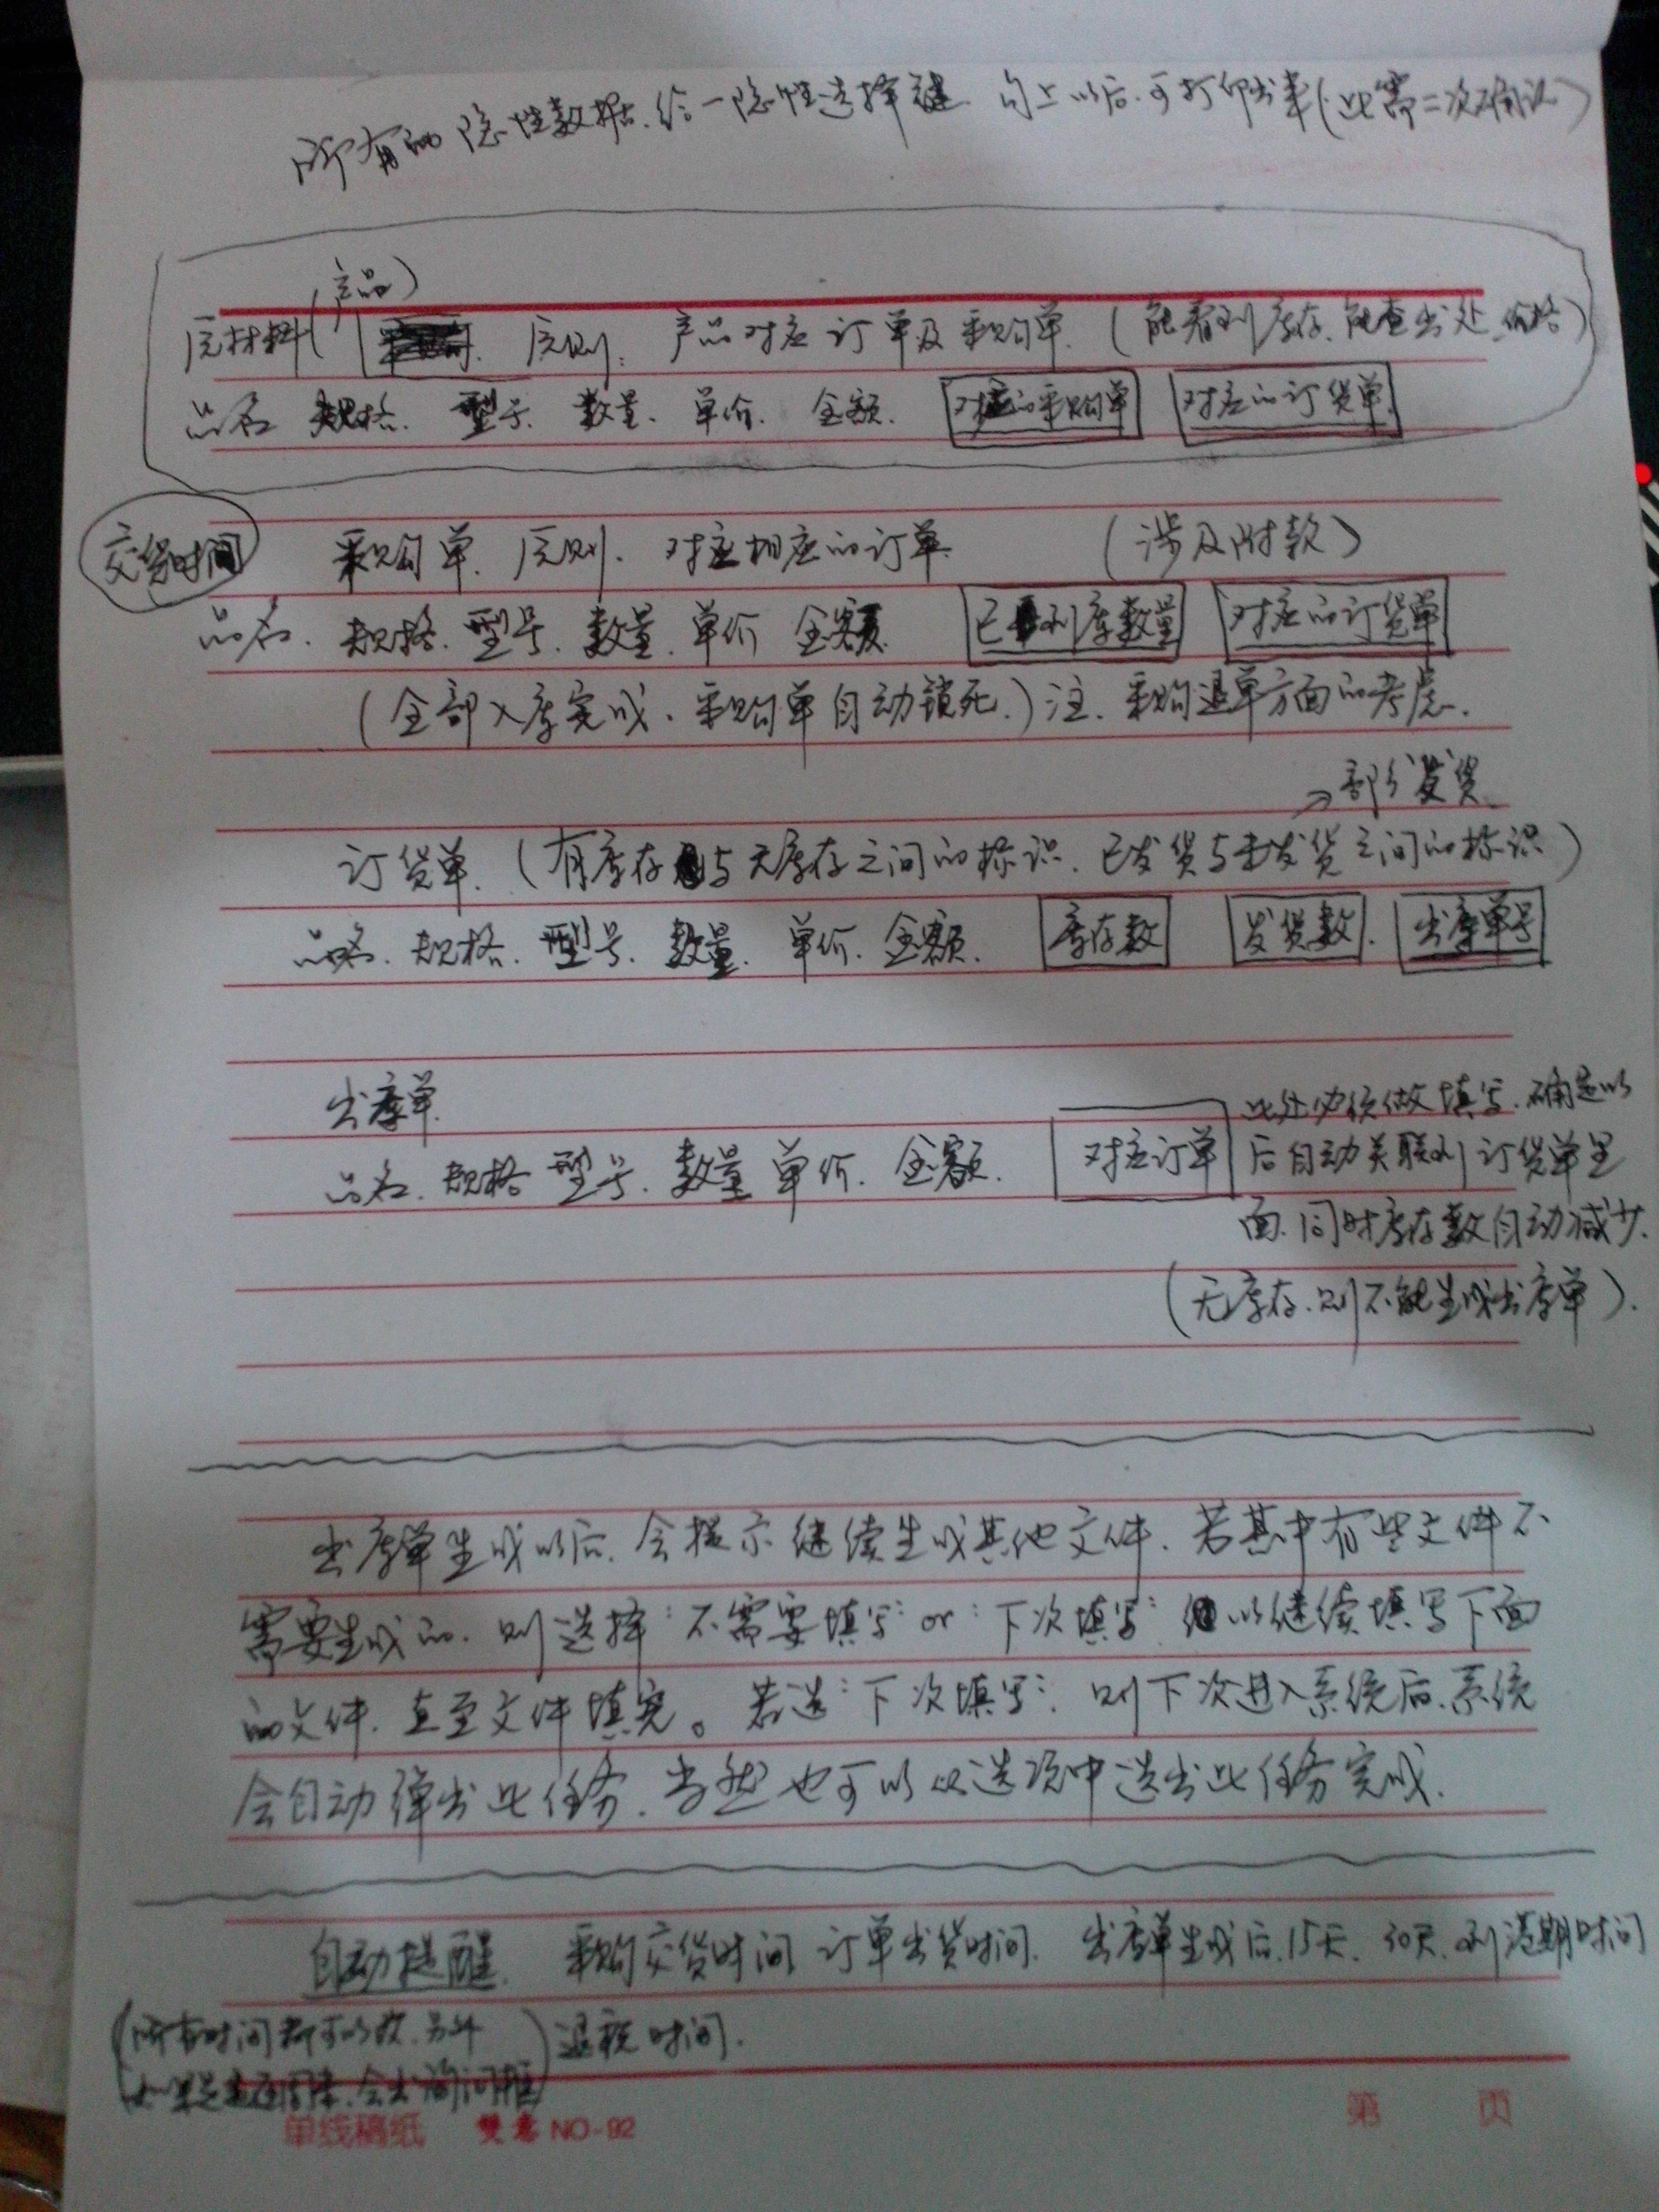 所有的隐性数据.给一隐性选择键.勾上以后.可打印出来(此需二次确认)
(产品)
原材料( 原则:产品对应订单及采购单.(能看到库存.能查出处.价格)
品名 规格. 型号. 数量. 单价. 金额. 对应的采购单 对应的订货单
交货时间
采购单. 原则. 对应相应的订单. (涉及附款)
品名. 规格. 型号. 数量. 单价 金额. 已到库数量 对应的订货单
(全部入库完成.采购单自动锁死.)注.采购退单方面的考虑.
→部分发货
订货单.(有库存与无库存之间的标识.已发货与未发货之间的标识)
品名. 规格. 型号. 数量. 单价. 金额. 库存数 发货数. 出库单号
出库单.
品名. 规格 型号. 数量 单价. 金额. 对应订单
此处必须做填写.确定以
后自动关联到订货单里
面.同时库存数自动减少.
(无库存.则不能生成出库单).
出库单生成以后.会提示继续生成其他文件.若其中有些文件不
需要生成的.则选择“不需要填写”or“下次填写”.以继续填写下面
的文件.直至文件填完。若选“下次填写”.则下次进入系统后.系统
会自动弹出此任务.当然也可以从选项中选出此任务完成.
自动提醒. 采购交货时间 订单出货时间. 出库单生成后.15天.30天.到港期时间
退税时间.
(所有时间都可以改.另外
会出询问框)
单线稿纸 雙喜 NO-92
第 页